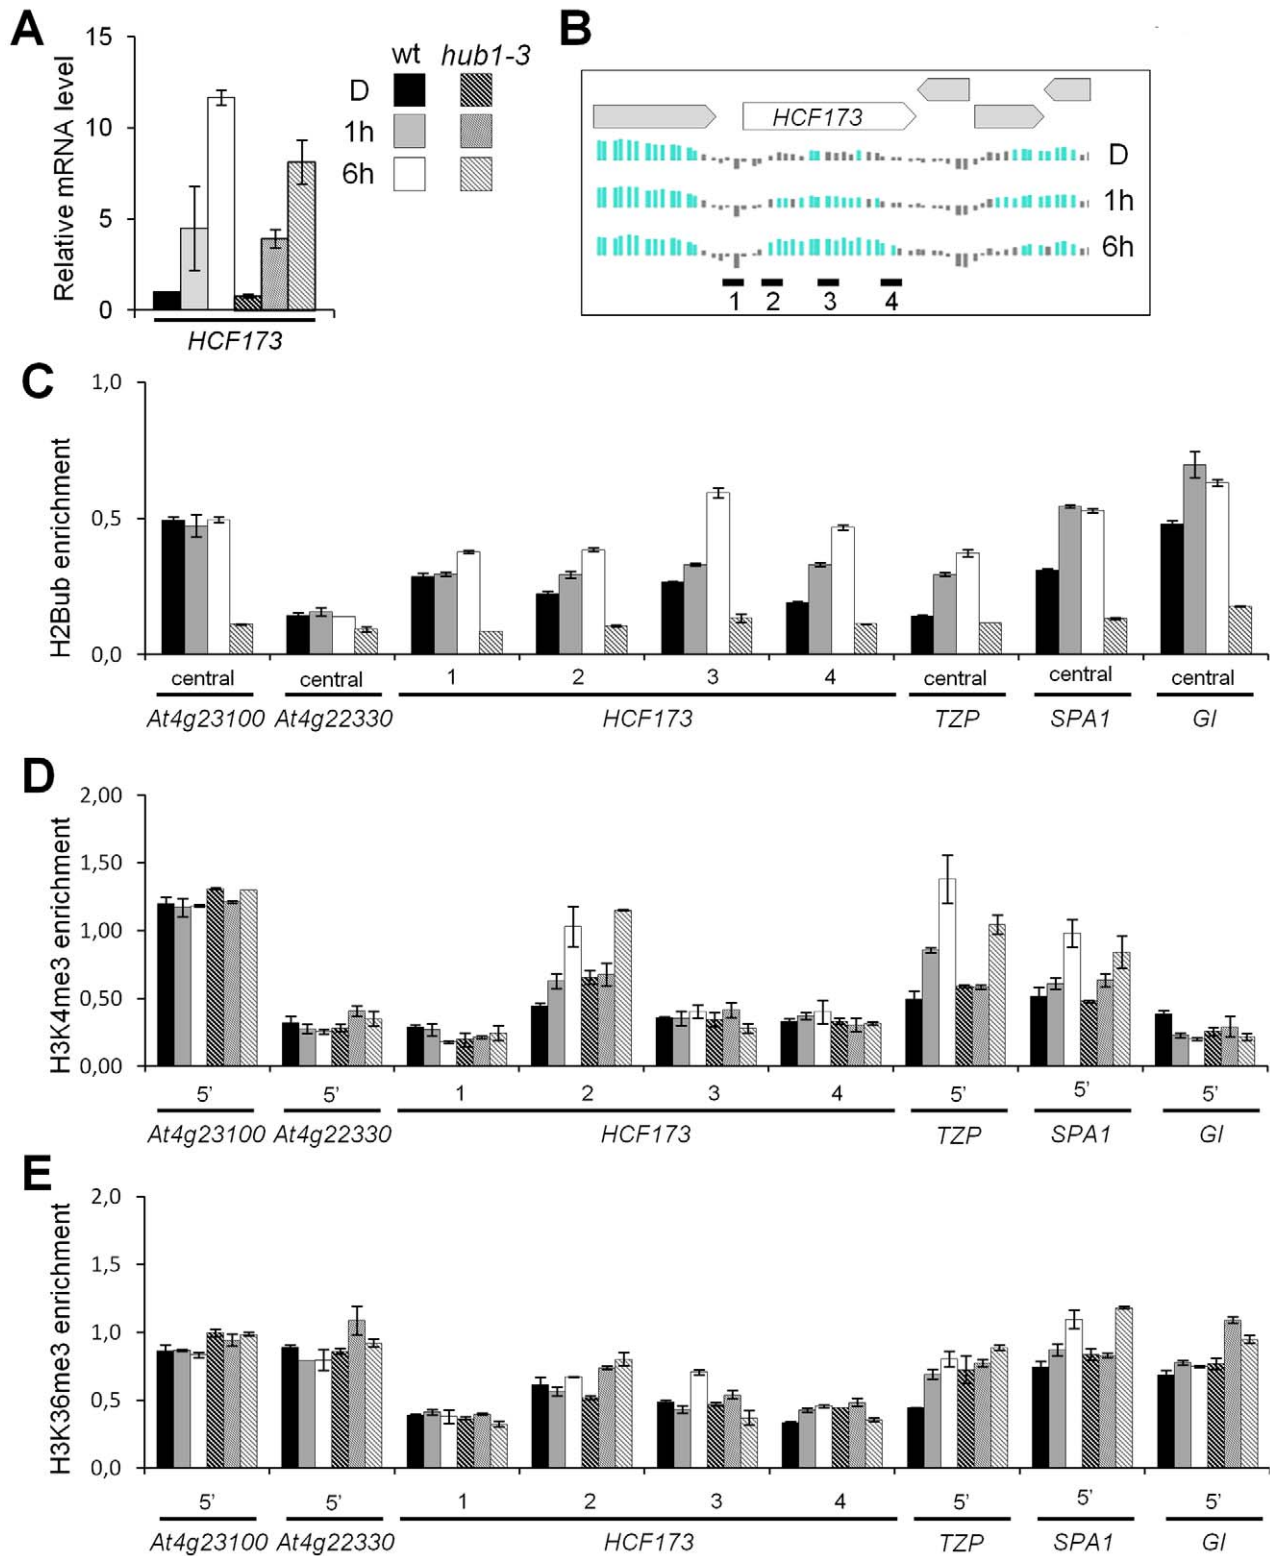 A
Relative mRNA level
15
10
5
0
HCF173
wt hub1-3
D
1h
6h
B
HCF173
D
1h
6h
1 2 3 4
C
H2Bub enrichment
1,0
0,5
0,0
central central 1 2 3 4 central central central
At4g23100 At4g22330 HCF173 TZP SPA1 GI
D
H3K4me3 enrichment
2,00
1,50
1,00
0,50
0,00
5' 5' 1 2 3 4 5' 5' 5'
At4g23100 At4g22330 HCF173 TZP SPA1 GI
E
H3K36me3 enrichment
2,0
1,5
1,0
0,5
0,0
5' 5' 1 2 3 4 5' 5' 5'
At4g23100 At4g22330 HCF173 TZP SPA1 GI